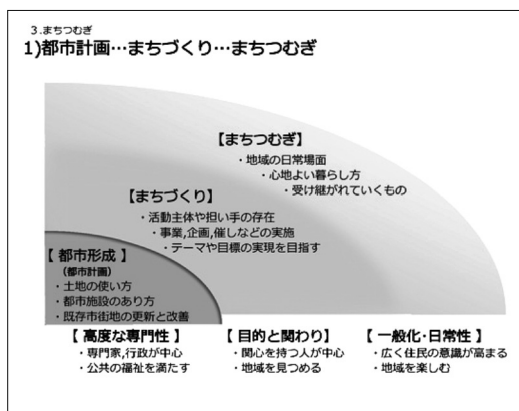 3.まちつむぎ
1)都市計画…まちづくり…まちつむぎ
【まちつむぎ】
・地域の日常場面
・心地よい暮らし方
・受け継がれていくもの
【まちづくり】
・活動主体や担い手の存在
・事業,企画,催しなどの実施
・テーマや目標の実現を目指す
【 都市形成 】
(都市計画)
・土地の使い方
・都市施設のあり方
・既存市街地の更新と改善
【 高度な専門性 】
・専門家,行政が中心
・公共の福祉を満たす
【 目的と関わり 】
・関心を持つ人が中心
・地域を見つめる
【 一般化・日常性 】
・広く住民の意識が高まる
・地域を楽しむ